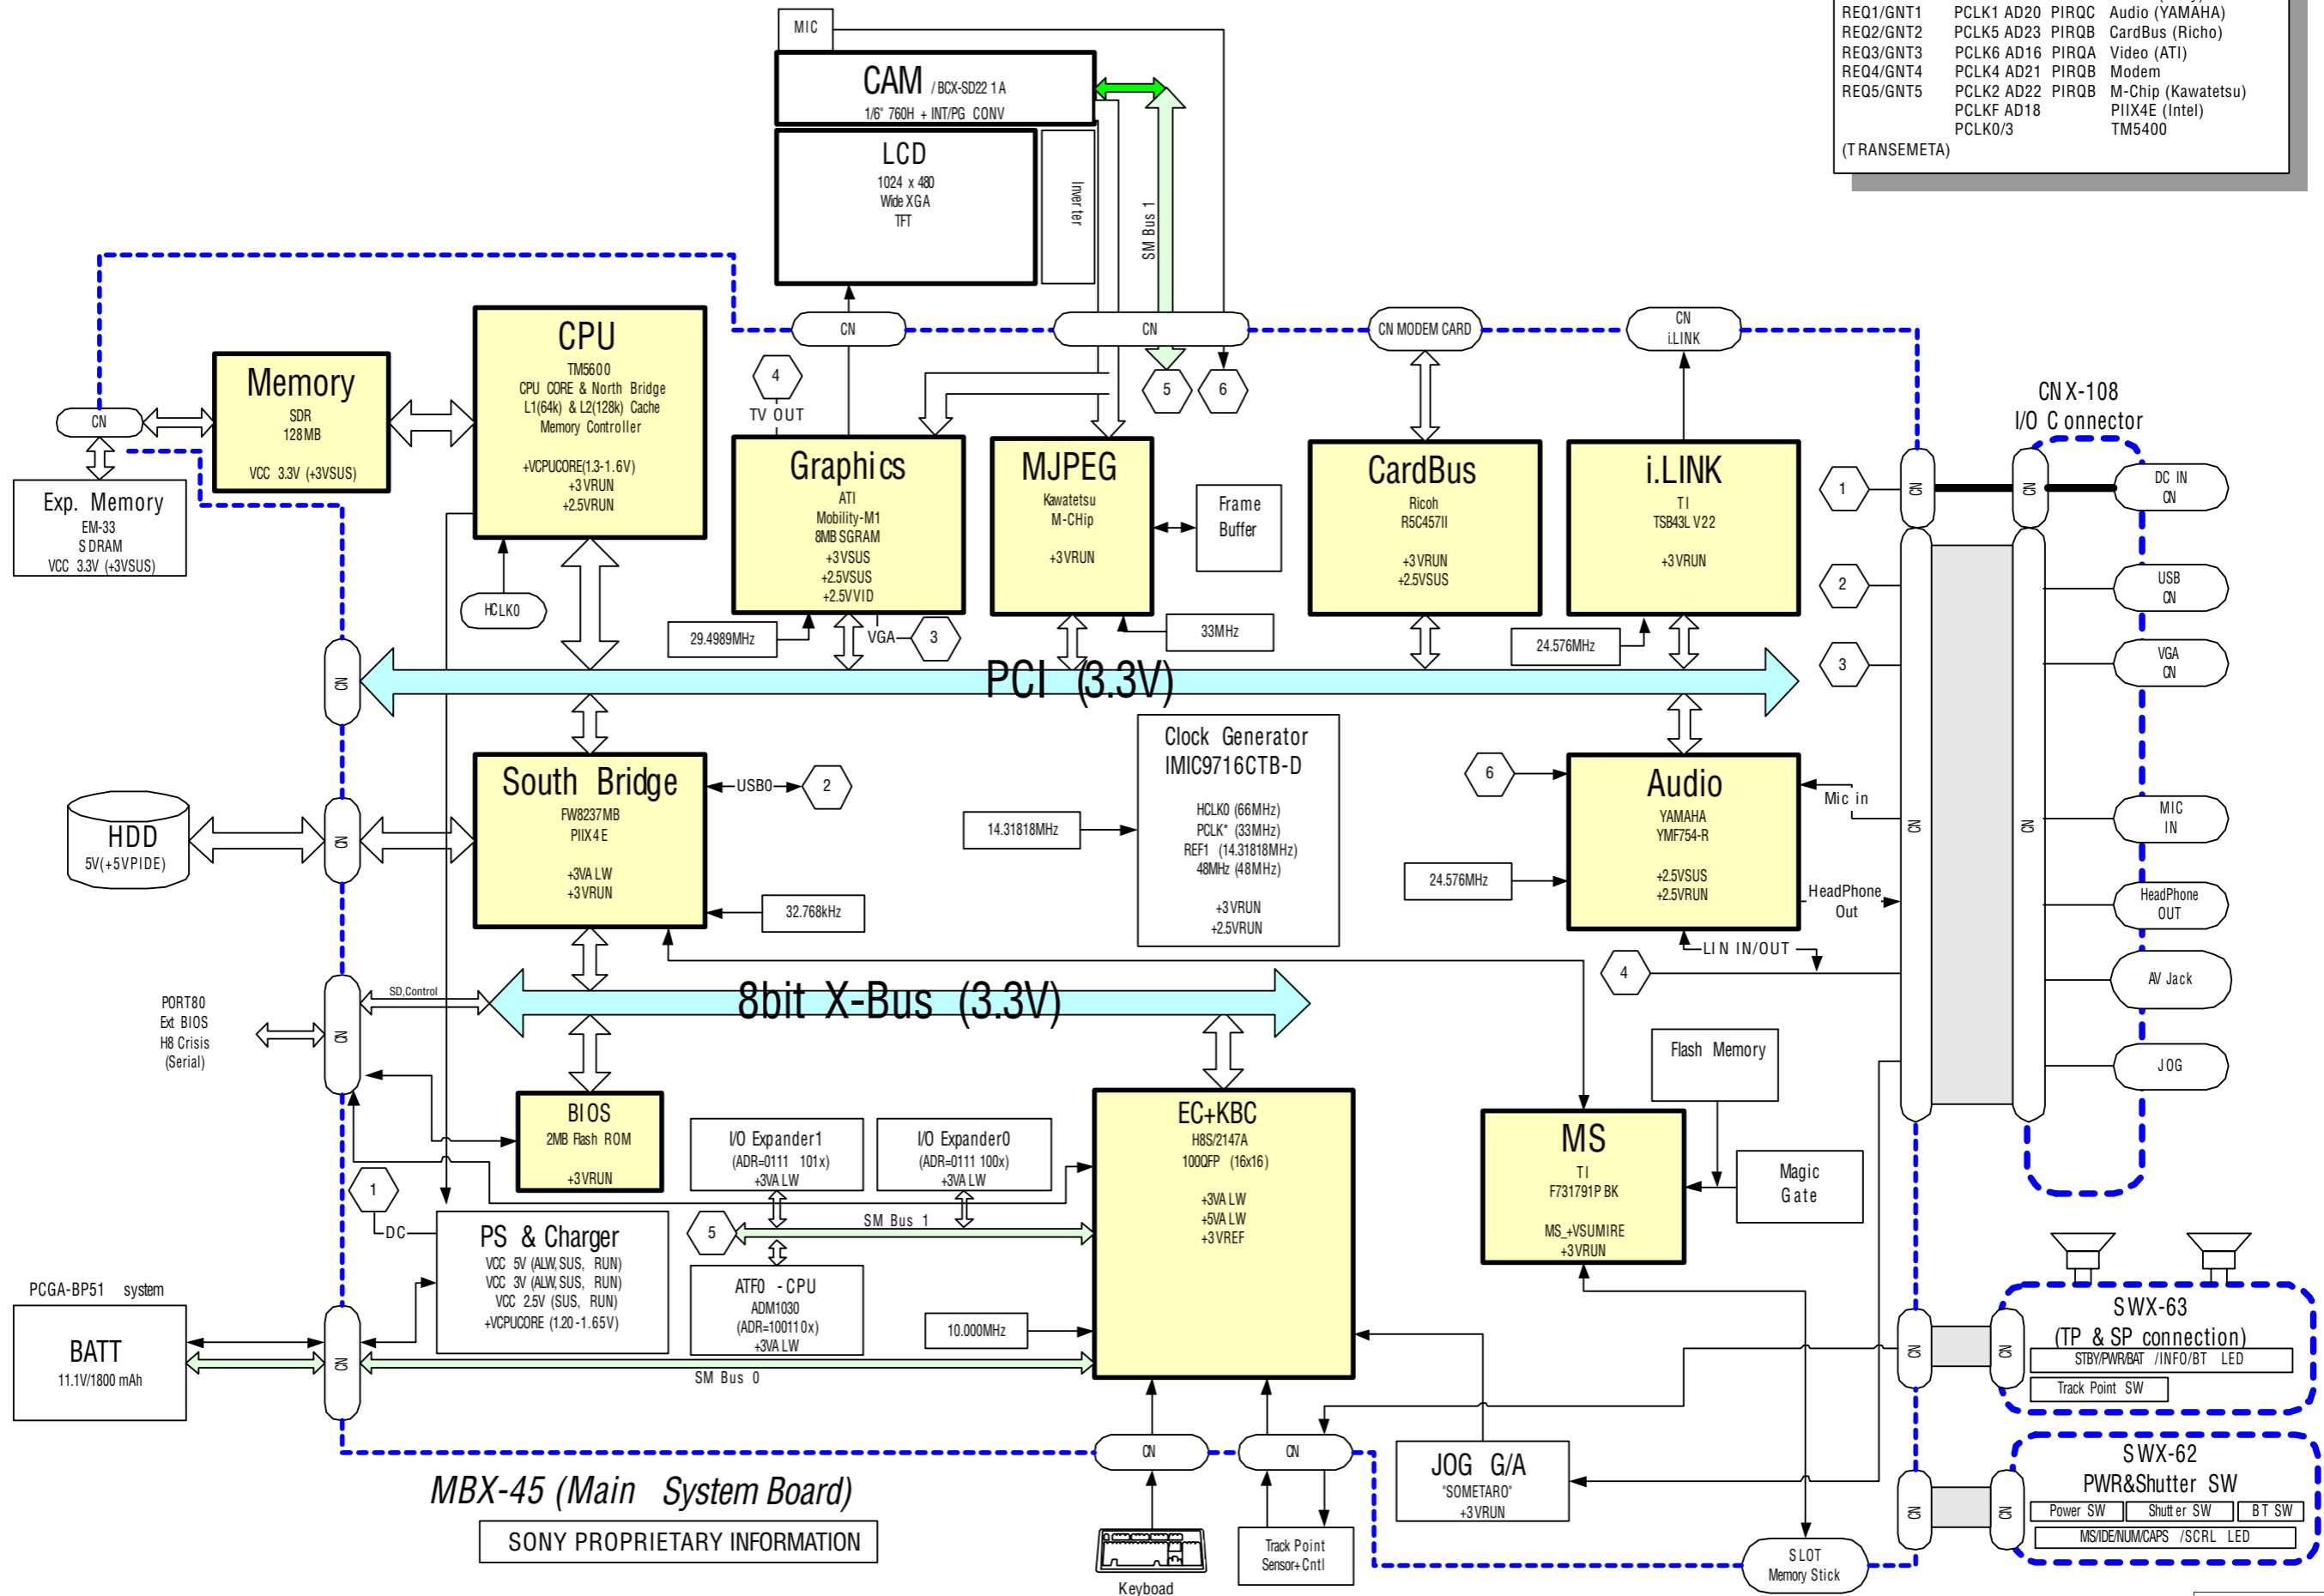 REQ1/GNT1 PCLK1 AD20 PIRQC Audio (YAMAHA)
REQ2/GNT2 PCLK5 AD23 PIRQB CardBus (Richo)
REQ3/GNT3 PCLK6 AD16 PIRQA Video (ATI)
REQ4/GNT4 PCLK4 AD21 PIRQB Modem
REQ5/GNT5 PCLK2 AD22 PIRQB M-Chip (Kawatetsu)
PCLKF AD18 PIIX4E (Intel)
PCLK0/3 TM5400
(TRANSEMETA)
MIC
CAM / BCX-SD22 1A
1/6" 760H + INT/PG CONV
LCD
1024 x 480
Wide XGA
TFT
Inverter
SM Bus 1
CN
CN
CN MODEM CARD
CN
i.LINK
CPU
TM5600
CPU CORE & North Bridge
L1(64k) & L2(128k) Cache
Memory Controller
+VCPUCORE(1.3-1.6V)
+3VRUN
+2.5VRUN
Memory
SDR
128MB
VCC 3.3V (+3VSUS)
CN
Exp. Memory
EM-33
SDRAM
VCC 3.3V (+3VSUS)
HCLK0
4
TV OUT
5
6
Graphics
ATI
Mobility-M1
8MB SGRAM
+3VSUS
+2.5VSUS
+2.5VVID
MJPEG
Kawatetsu
M-CHip
+3VRUN
Frame
Buffer
CardBus
Ricoh
R5C457II
+3VRUN
+2.5VSUS
i.LINK
TI
TSB43LV22
+3VRUN
29.4989MHz
VGA
3
33MHz
24.576MHz
CNX-108
I/O Connector
1
CN
CN
DC IN
CN
2
USB
CN
3
VGA
CN
CN
PCI (3.3V)
South Bridge
FW8237MB
PIIX4E
+3VALW
+3VRUN
USB0
2
32.768kHz
HDD
5V(+5VPIDE)
CN
14.31818MHz
Clock Generator
IMIC9716CTB-D
HCLK0 (66MHz)
PCLK* (33MHz)
REF1 (14.31818MHz)
48MHz (48MHz)
+3VRUN
+2.5VRUN
6
24.576MHz
Audio
YAMAHA
YMF754-R
+2.5VSUS
+2.5VRUN
Mic in
HeadPhone
Out
LIN IN/OUT
4
CN
CN
MIC
IN
HeadPhone
OUT
AV Jack
JOG
PORT80
Ext BIOS
H8 Crisis
(Serial)
CN
SD,Control
8bit X-Bus (3.3V)
BIOS
2MB Flash ROM
+3VRUN
I/O Expander1
(ADR=0111 101x)
+3VALW
I/O Expander0
(ADR=0111 100x)
+3VALW
EC+KBC
H8S/2147A
100QFP (16x16)
+3VALW
+5VALW
+3VREF
Flash Memory
MS
TI
F731791PBK
MS_+VSUMIRE
+3VRUN
Magic
Gate
1
DC
PS & Charger
VCC 5V (ALW,SUS, RUN)
VCC 3V (ALW,SUS, RUN)
VCC 2.5V (SUS, RUN)
+VCPUCORE (1.20-1.65V)
5
SM Bus 1
ATF0 -CPU
ADM1030
(ADR=100110x)
+3VALW
10.000MHz
PCGA-BP51 system
BATT
11.1V/1800 mAh
CN
SM Bus 0
CN
CN
SWX-63
(TP & SP connection)
STBY/PWR/BAT /INFO/BT LED
Track Point SW
CN
CN
JOG G/A
"SOMETARO"
+3VRUN
CN
CN
SWX-62
PWR&Shutter SW
Power SW
Shutter SW
BT SW
MS/IDE/NUM/CAPS /SCRL LED
MBX-45 (Main System Board)
SONY PROPRIETARY INFORMATION
Keyboad
Track Point
Sensor+Cntl
SLOT
Memory Stick